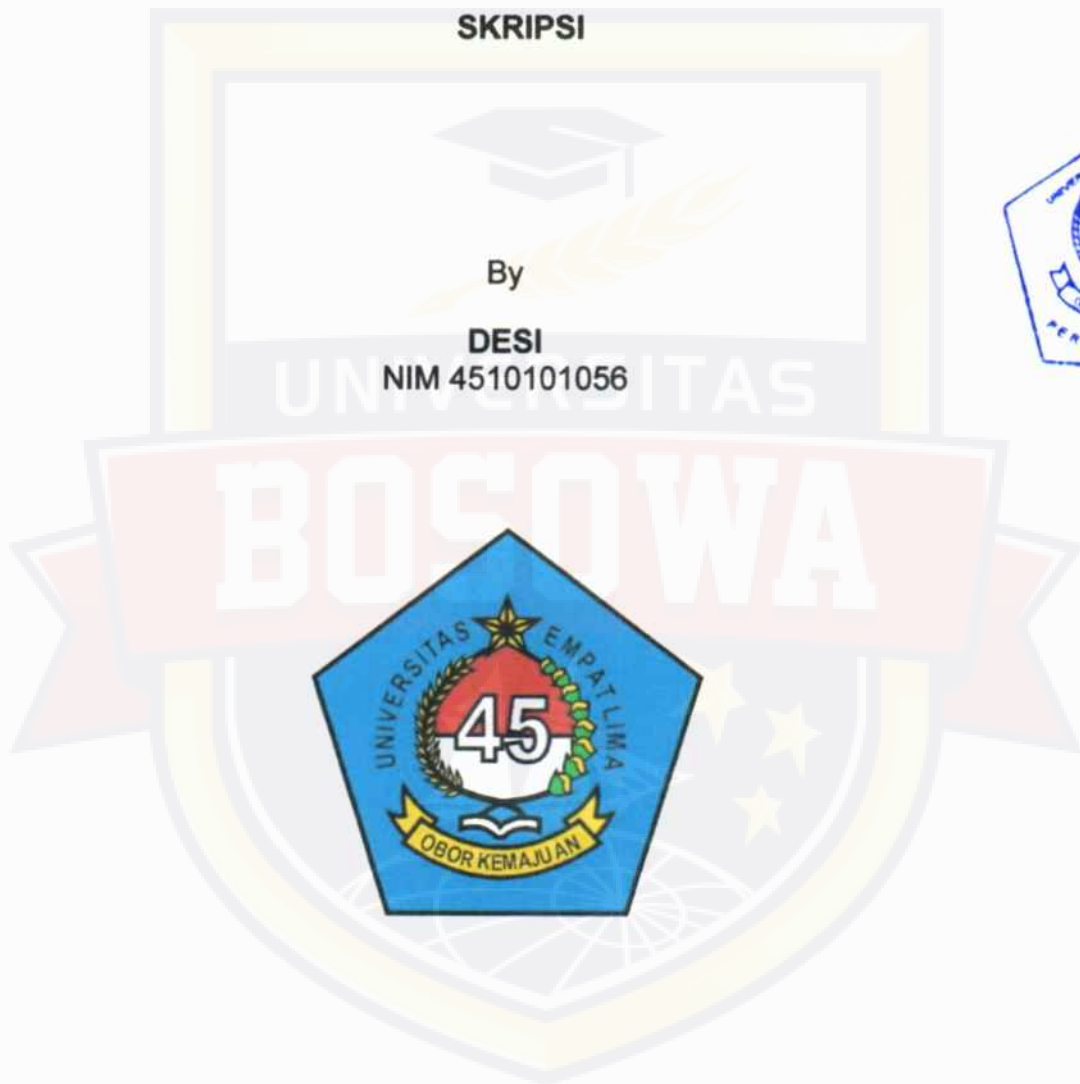 SKRIPSI
By
DESI
NIM 4510101056
UNIVERSITAS
BOSOWA
UNIVERSITAS EMPAT LIMA
45
OBOR KEMAJUAN